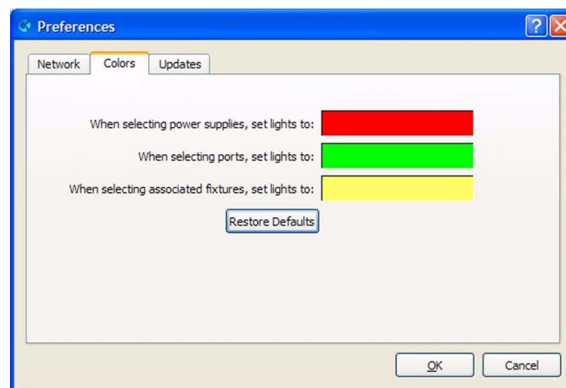 Preferences
Network Colors Updates
When selecting power supplies, set lights to:
When selecting ports, set lights to:
When selecting associated fixtures, set lights to:
Restore Defaults
OK Cancel